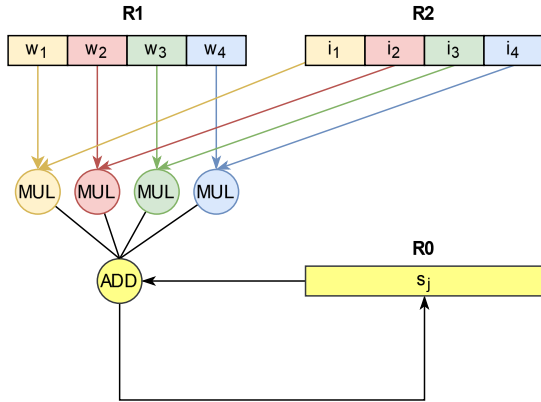 R1 R2
w1 w2 w3 w4 i1 i2 i3 i4
MUL MUL MUL MUL
R0
ADD sj